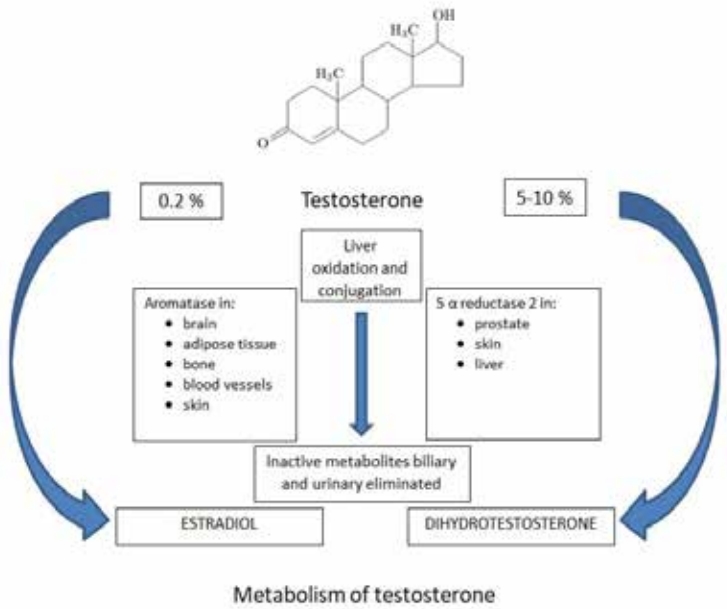 OH
H₃C
H₃C
O
0.2 %
Testosterone
5-10 %
Liver
oxidation and
conjugation
Aromatase in:
• brain
• adipose tissue
• bone
• blood vessels
• skin
5 α reductase 2 in:
• prostate
• skin
• liver
Inactive metabolites biliary
and urinary eliminated
ESTRADIOL
DIHYDROTESTOSTERONE
Metabolism of testosterone